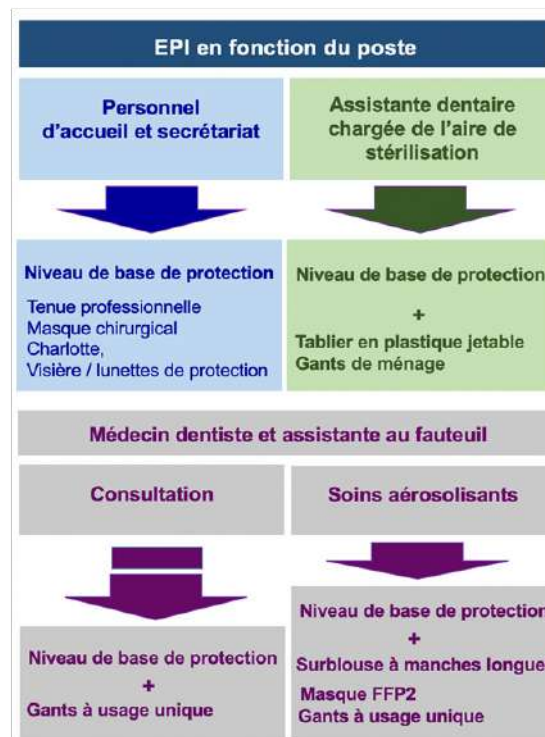 EPI en fonction du poste
Personnel
d'accueil et secrétariat
Assistante dentaire
chargée de l'aire de
stérilisation
Niveau de base de protection
Tenue professionnelle
Masque chirurgical
Charlotte,
Visière / lunettes de protection
Niveau de base de protection
+
Tablier en plastique jetable
Gants de ménage
Médecin dentiste et assistante au fauteuil
Consultation
Soins aérosolisants
Niveau de base de protection
+
Gants à usage unique
Niveau de base de protection
+
Surblouse à manches longue
Masque FFP2
Gants à usage unique